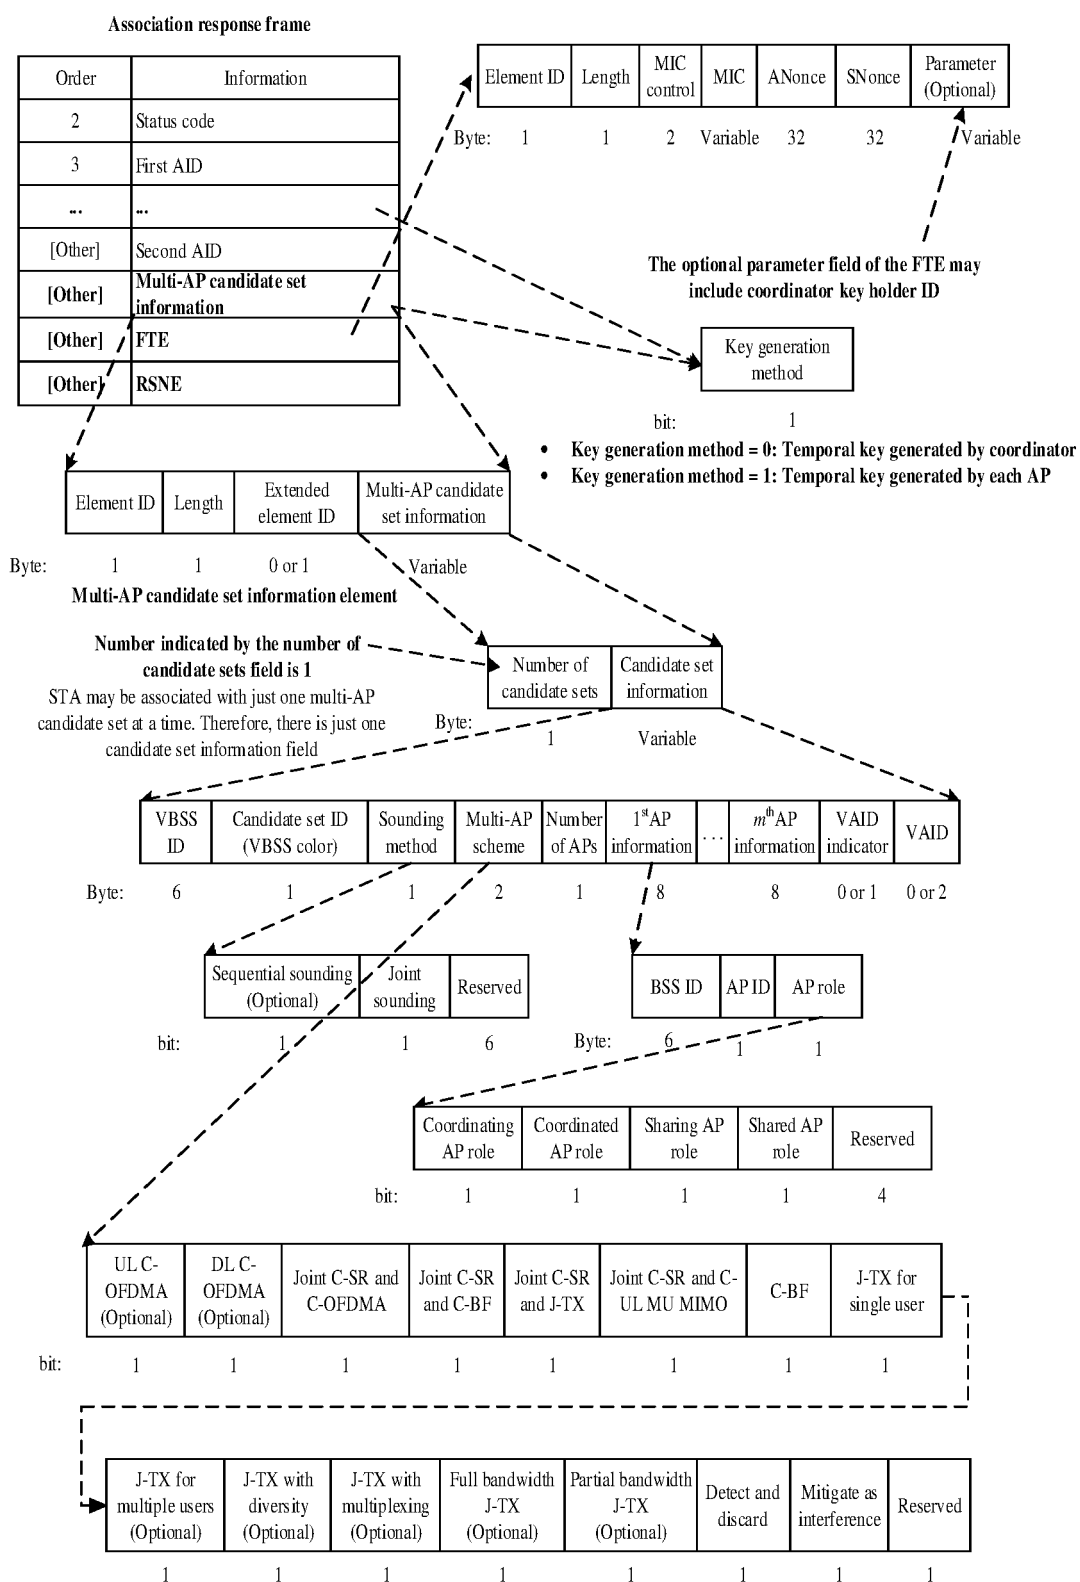 Association response frame
Order Information
2 Status code
3 First AID
... ...
[Other] Second AID
[Other] Multi-AP candidate set
information
[Other] FTE
[Other] RSNE
Element ID Length MIC
control MIC ANonce SNonce Parameter
(Optional)
Byte: 1 1 2 Variable 32 32 Variable
The optional parameter field of the FTE may
include coordinator key holder ID
Key generation
method
bit: 1
• Key generation method = 0: Temporal key generated by coordinator
• Key generation method = 1: Temporal key generated by each AP
Element ID Length Extended
element ID Multi-AP candidate
set information
Byte: 1 1 0 or 1 Variable
Multi-AP candidate set information element
Number indicated by the number of
candidate sets field is 1
STA may be associated with just one multi-AP
candidate set at a time. Therefore, there is just one
candidate set information field
Number of
candidate sets Candidate set
information
Byte: 1 Variable
VBSS
ID Candidate set ID
(VBSS color) Sounding
method Multi-AP
scheme Number
of APs 1st AP
information ... mth AP
information VAID
indicator VAID
Byte: 6 1 1 2 1 8 8 0 or 1 0 or 2
Sequential sounding
(Optional) Joint
sounding Reserved
bit: 1 1 6
BSS ID AP ID AP role
Byte: 6 1 1
Coordinating
AP role Coordinated
AP role Sharing AP
role Shared AP
role Reserved
bit: 1 1 1 1 4
UL C-
OFDMA
(Optional) DL C-
OFDMA
(Optional) Joint C-SR and
C-OFDMA Joint C-SR
and C-BF Joint C-SR
and J-TX Joint C-SR and C-
UL MU MIMO C-BF J-TX for
single user
bit: 1 1 1 1 1 1 1 1
J-TX for
multiple users
(Optional) J-TX with
diversity
(Optional) J-TX with
multiplexing
(Optional) Full bandwidth
J-TX
(Optional) Partial bandwidth
J-TX
(Optional) Detect and
discard Mitigate as
interference Reserved
1 1 1 1 1 1 1 1